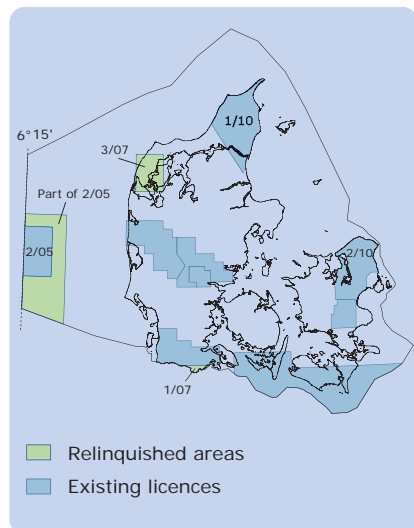 1/10
6° 15'
3/07
Part of 2/05
2/05
2/10
1/07
Relinquished areas
Existing licences